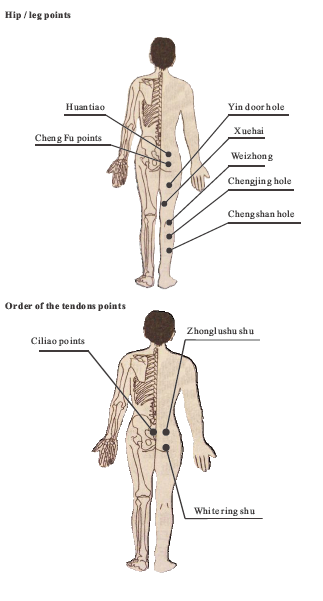 Hip / leg points
Huantiao
Yin door hole
Cheng Fu points
Xuehai
Weizhong
Chengjing hole
Chengshan hole
Order of the tendons points
Ciliao points
Zhonglushu shu
White ring shu